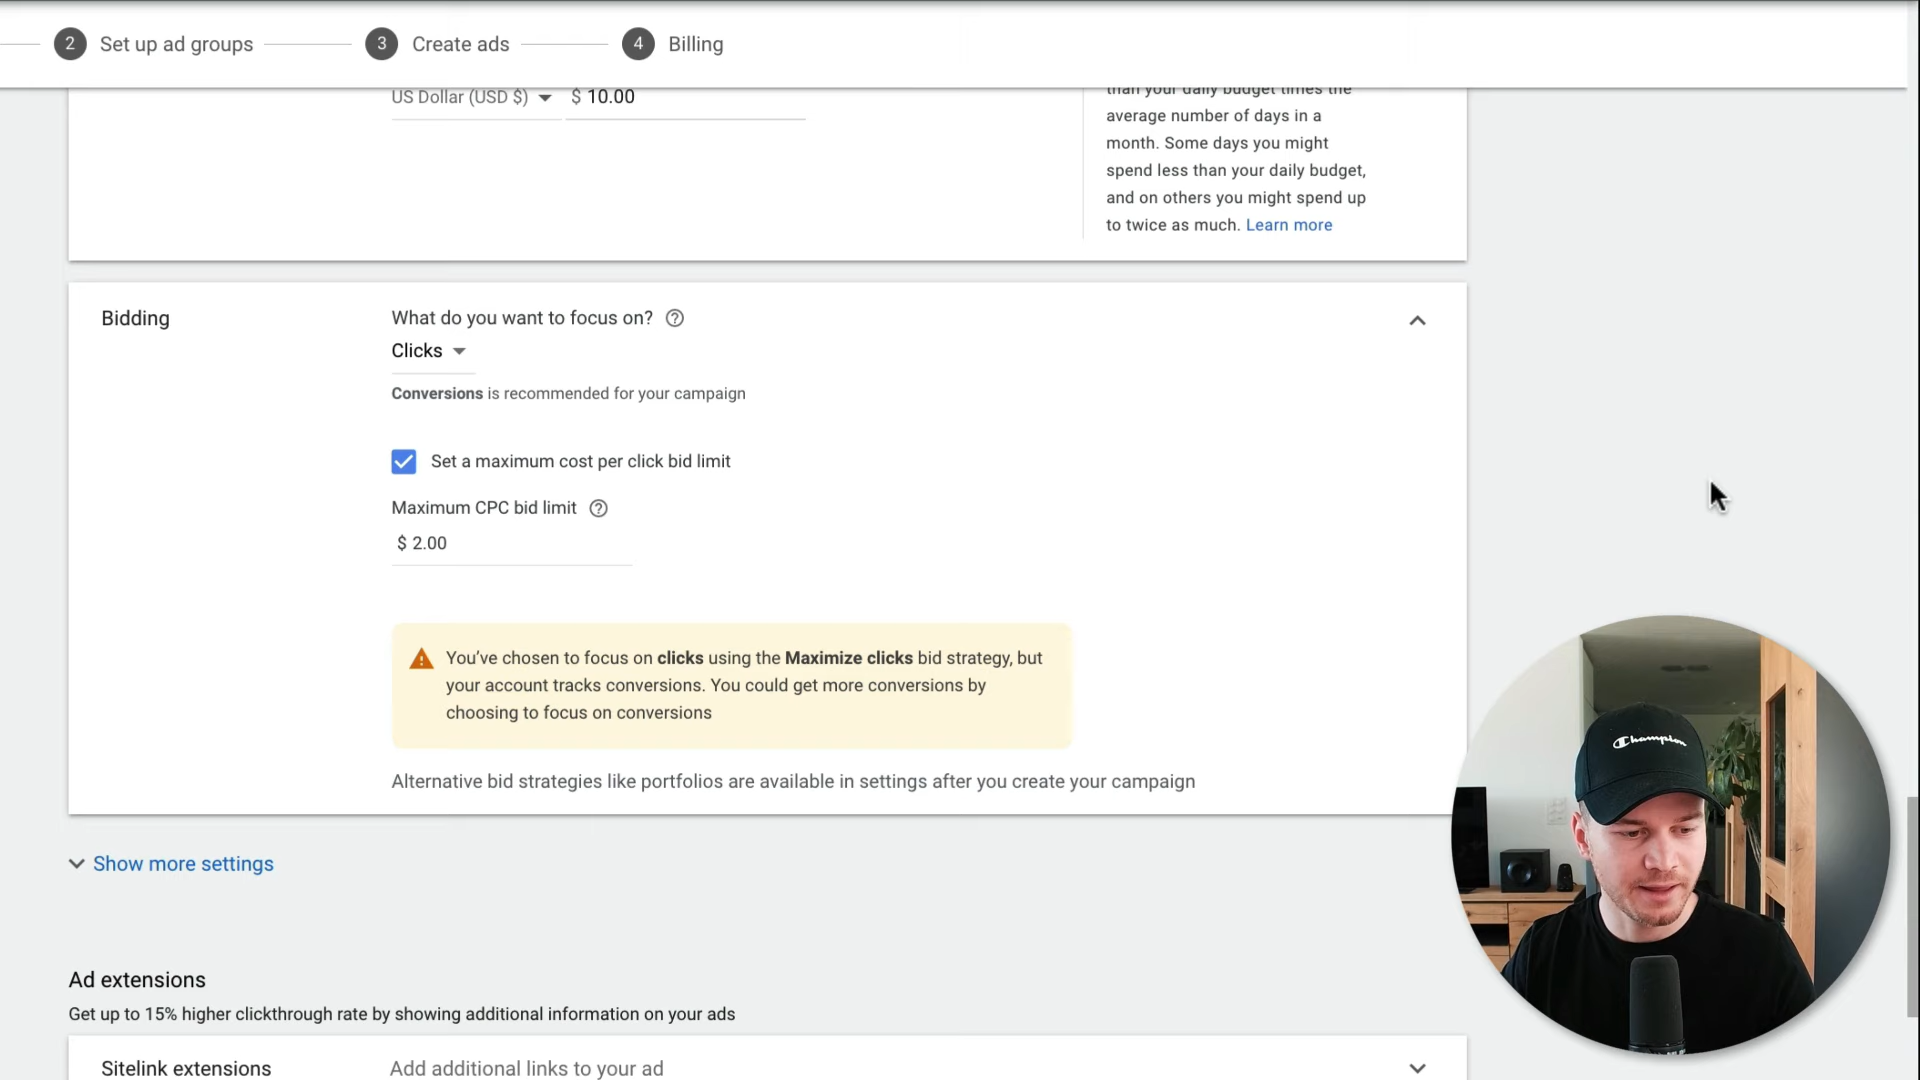 2 Set up ad groups 3 Create ads 4 Billing
US Dollar (USD $) $ 10.00
than your daily budget times the
average number of days in a
month. Some days you might
spend less than your daily budget,
and on others you might spend up
to twice as much. Learn more
Bidding
What do you want to focus on?
Clicks
Conversions is recommended for your campaign
Set a maximum cost per click bid limit
Maximum CPC bid limit
$ 2.00
You've chosen to focus on clicks using the Maximize clicks bid strategy, but
your account tracks conversions. You could get more conversions by
choosing to focus on conversions
Alternative bid strategies like portfolios are available in settings after you create your campaign
Show more settings
Champion
Ad extensions
Get up to 15% higher clickthrough rate by showing additional information on your ads
Sitelink extensions Add additional links to your ad